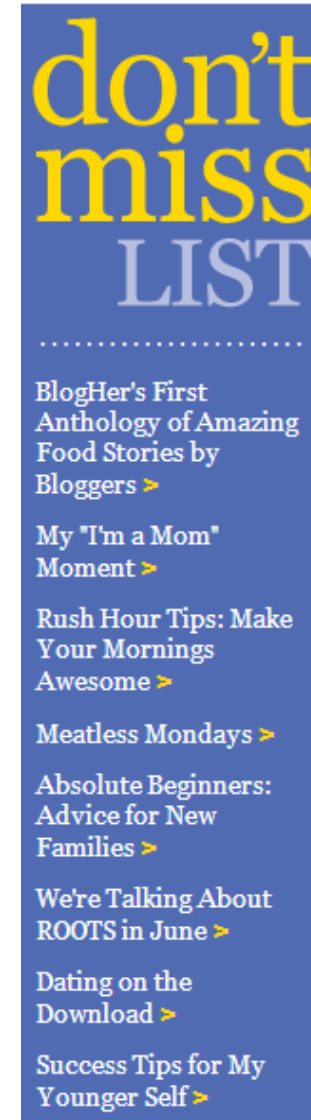 don't
miss
LIST
BlogHer's First
Anthology of Amazing
Food Stories by
Bloggers >
My "I'm a Mom"
Moment >
Rush Hour Tips: Make
Your Mornings
Awesome >
Meatless Mondays >
Absolute Beginners:
Advice for New
Families >
We're Talking About
ROOTS in June >
Dating on the
Download >
Success Tips for My
Younger Self >